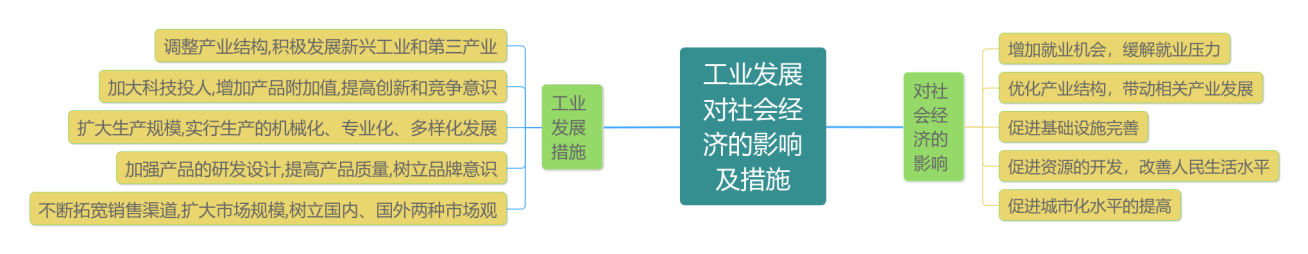 调整产业结构,积极发展新兴工业和第三产业
加大科技投人,增加产品附加值,提高创新和竞争意识
扩大生产规模,实行生产的机械化、专业化、多样化发展
加强产品的研发设计,提高产品质量,树立品牌意识
不断拓宽销售渠道,扩大市场规模,树立国内、国外两种市场观
工业
发展
措施
工业发展
对社会经
济的影响
及措施
对社
会经
济的
影响
增加就业机会，缓解就业压力
优化产业结构，带动相关产业发展
促进基础设施完善
促进资源的开发，改善人民生活水平
促进城市化水平的提高